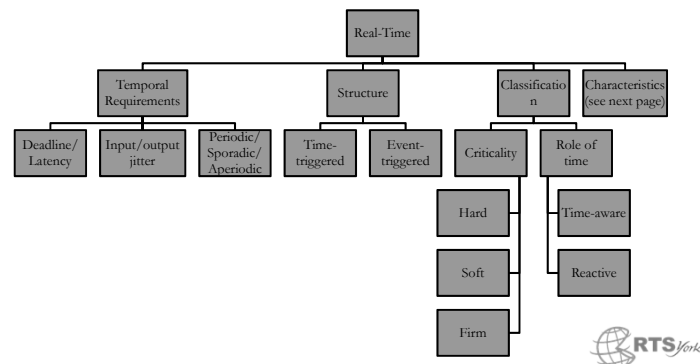 Real-Time
Temporal
Requirements
Structure
Classificatio
n
Characteristics
(see next page)
Deadline/
Latency
Input/output
jitter
Periodic/
Sporadic/
Aperiodic
Time-
triggered
Event-
triggered
Criticality
Role of
time
Hard
Time-aware
Soft
Reactive
Firm
RTS York